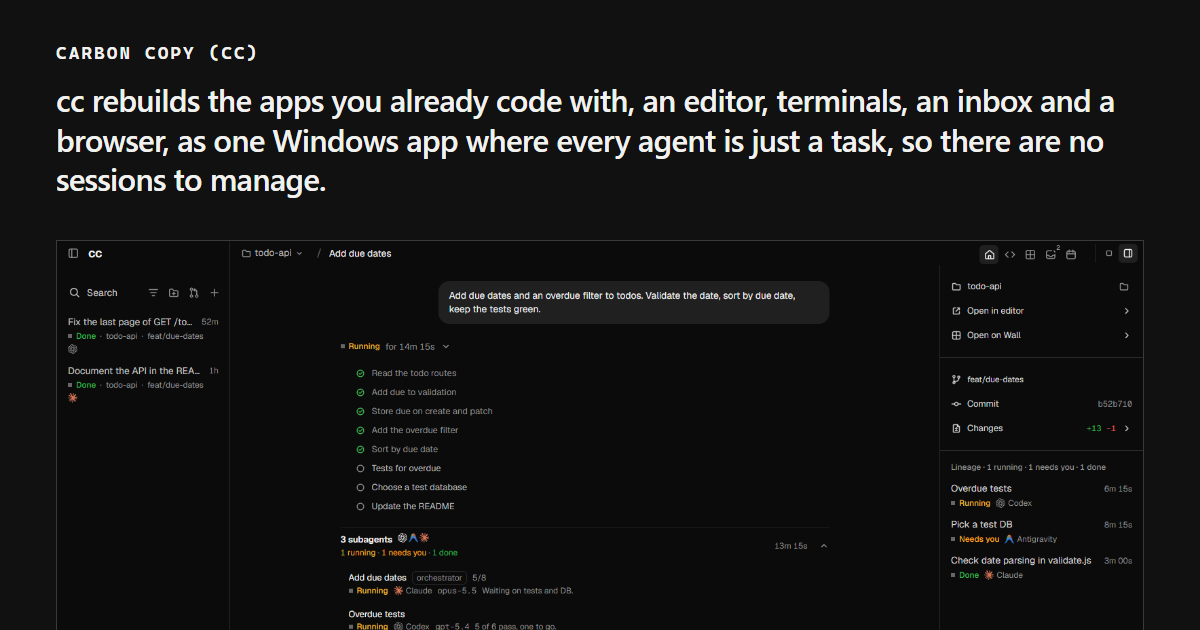 CARBON COPY (CC)
cc rebuilds the apps you already code with, an editor, terminals, an inbox and a
browser, as one Windows app where every agent is just a task, so there are no
sessions to manage.
cc
Search
Fix the last page of GET /to... 52m
Done · todo-api · feat/due-dates
Document the API in the REA... 1h
Done · todo-api · feat/due-dates
todo-api / Add due dates
2
Add due dates and an overdue filter to todos. Validate the date, sort by due date,
keep the tests green.
Running for 14m 15s
Read the todo routes
Add due to validation
Store due on create and patch
Add the overdue filter
Sort by due date
Tests for overdue
Choose a test database
Update the README
3 subagents
1 running · 1 needs you · 1 done
13m 15s
Add due dates orchestrator 5/8
Running Claude opus-5.5 Waiting on tests and DB.
Overdue tests
Running Codex gpt-5.4 5 of 6 pass, one to go.
todo-api
Open in editor
Open on Wall
feat/due-dates
Commit b52b710
Changes +13 -1
Lineage · 1 running · 1 needs you · 1 done
Overdue tests 6m 15s
Running Codex
Pick a test DB 8m 15s
Needs you Antigravity
Check date parsing in validate.js 3m 00s
Done Claude